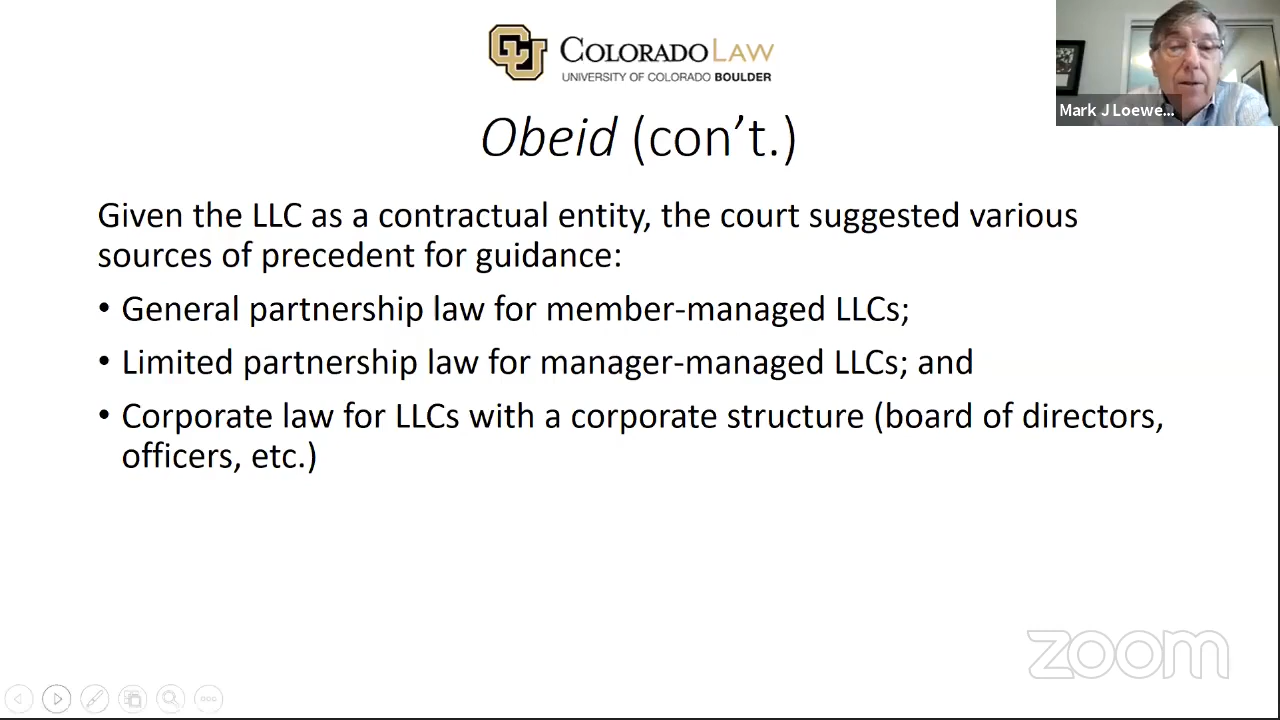 COLORADO LAW
UNIVERSITY OF COLORADO BOULDER
Mark J Loewe...
Obeid (con’t.)
Given the LLC as a contractual entity, the court suggested various
sources of precedent for guidance:
• General partnership law for member-managed LLCs;
• Limited partnership law for manager-managed LLCs; and
• Corporate law for LLCs with a corporate structure (board of directors,
officers, etc.)
zoom